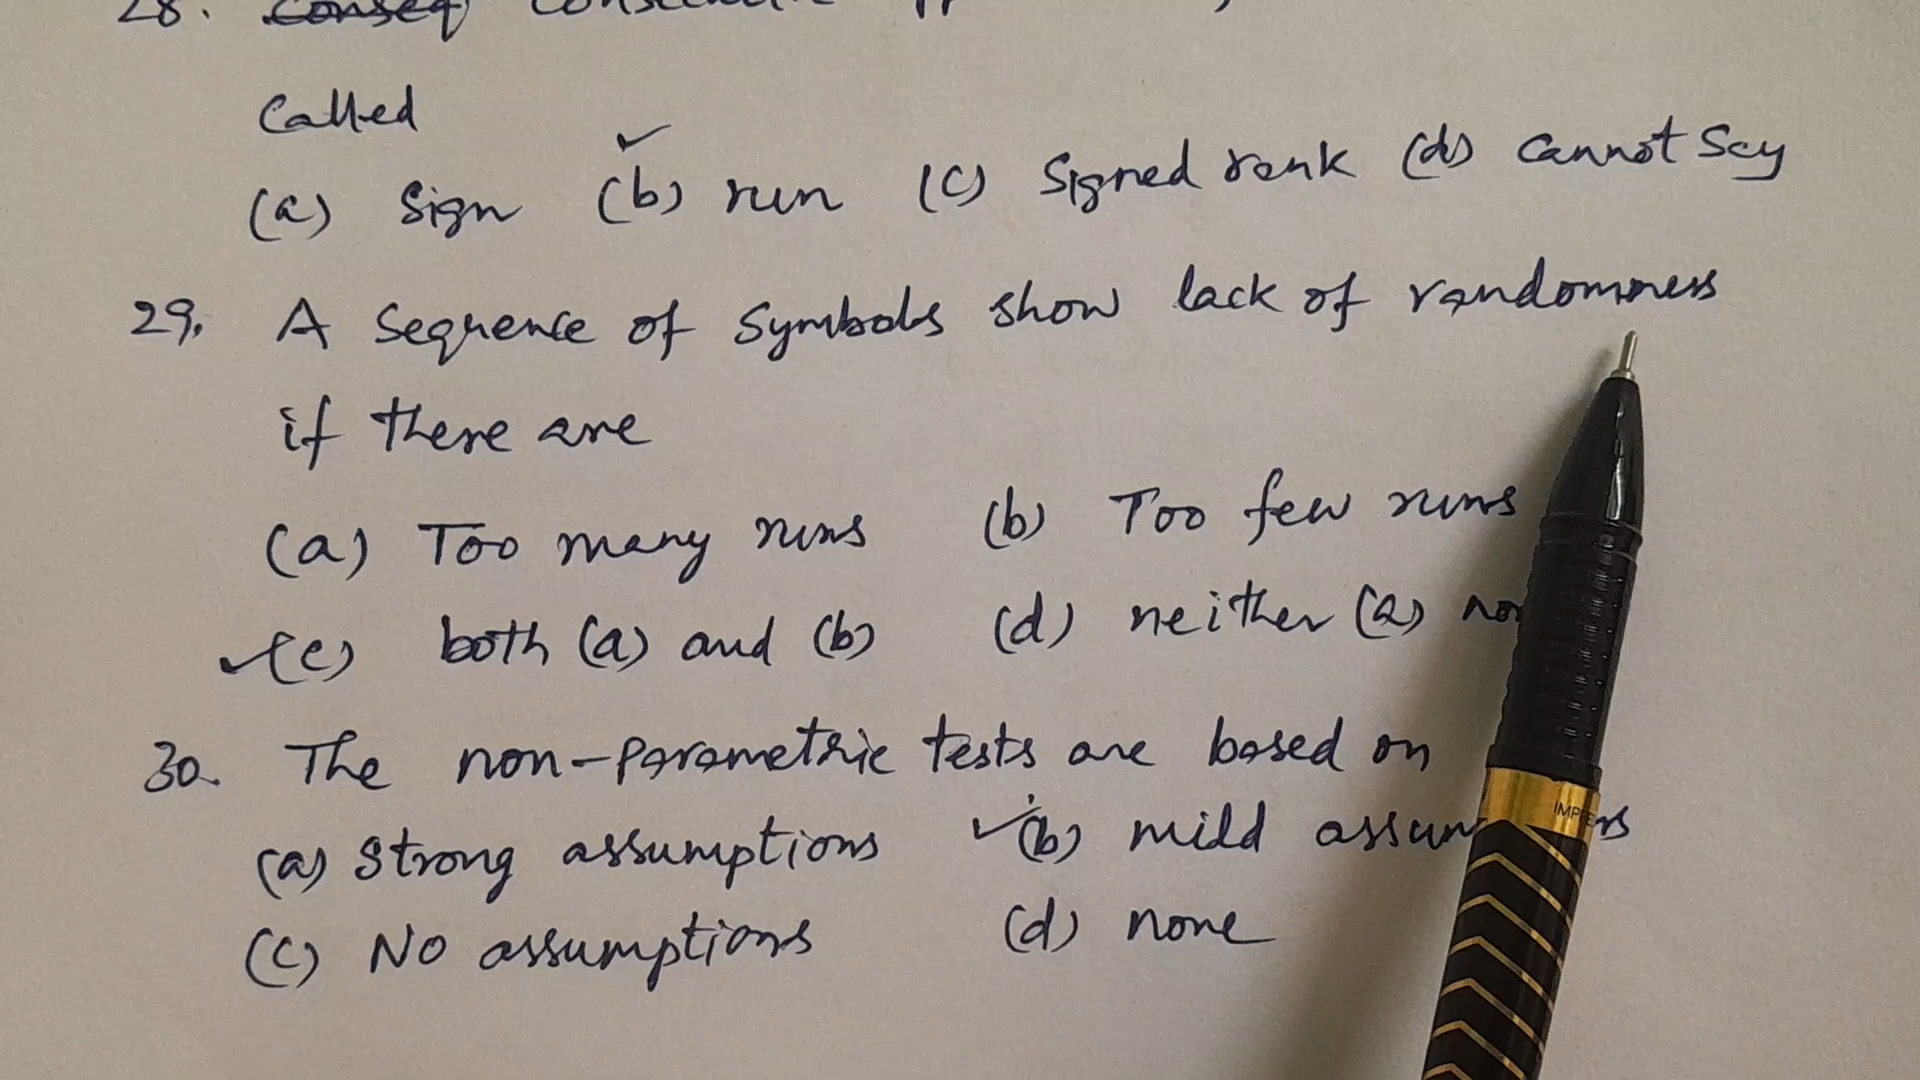 28.
Called
(a) Sign (b) run (c) Signed rank (d) Cannot Say
29. A Sequence of Symbols show lack of randomness
if there are
(a) Too many runs (b) Too few runs
(c) both (a) and (b) (d) neither (a)
30. The non-parametric tests are based on
(a) Strong assumptions (b) mild
(c) No assumptions (d) none